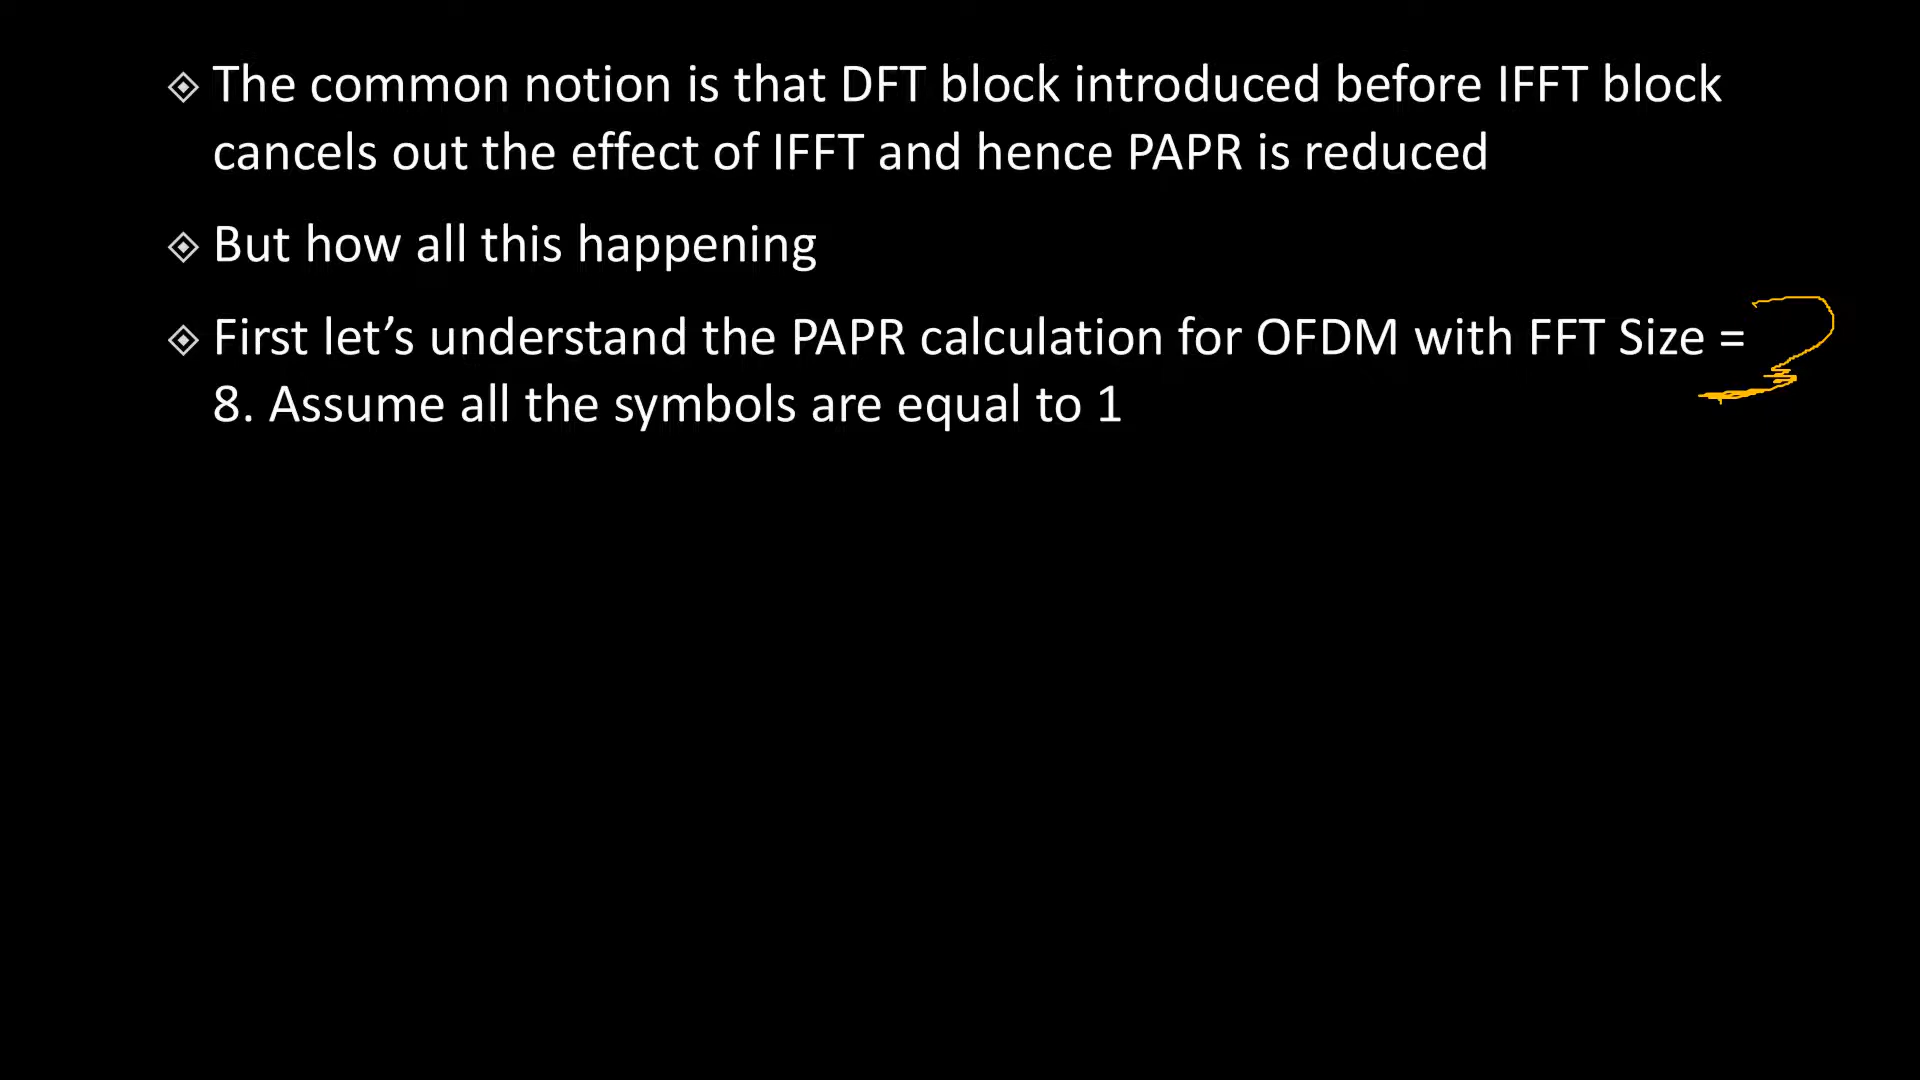 The common notion is that DFT block introduced before IFFT block
cancels out the effect of IFFT and hence PAPR is reduced
But how all this happening
First let’s understand the PAPR calculation for OFDM with FFT Size =
8. Assume all the symbols are equal to 1